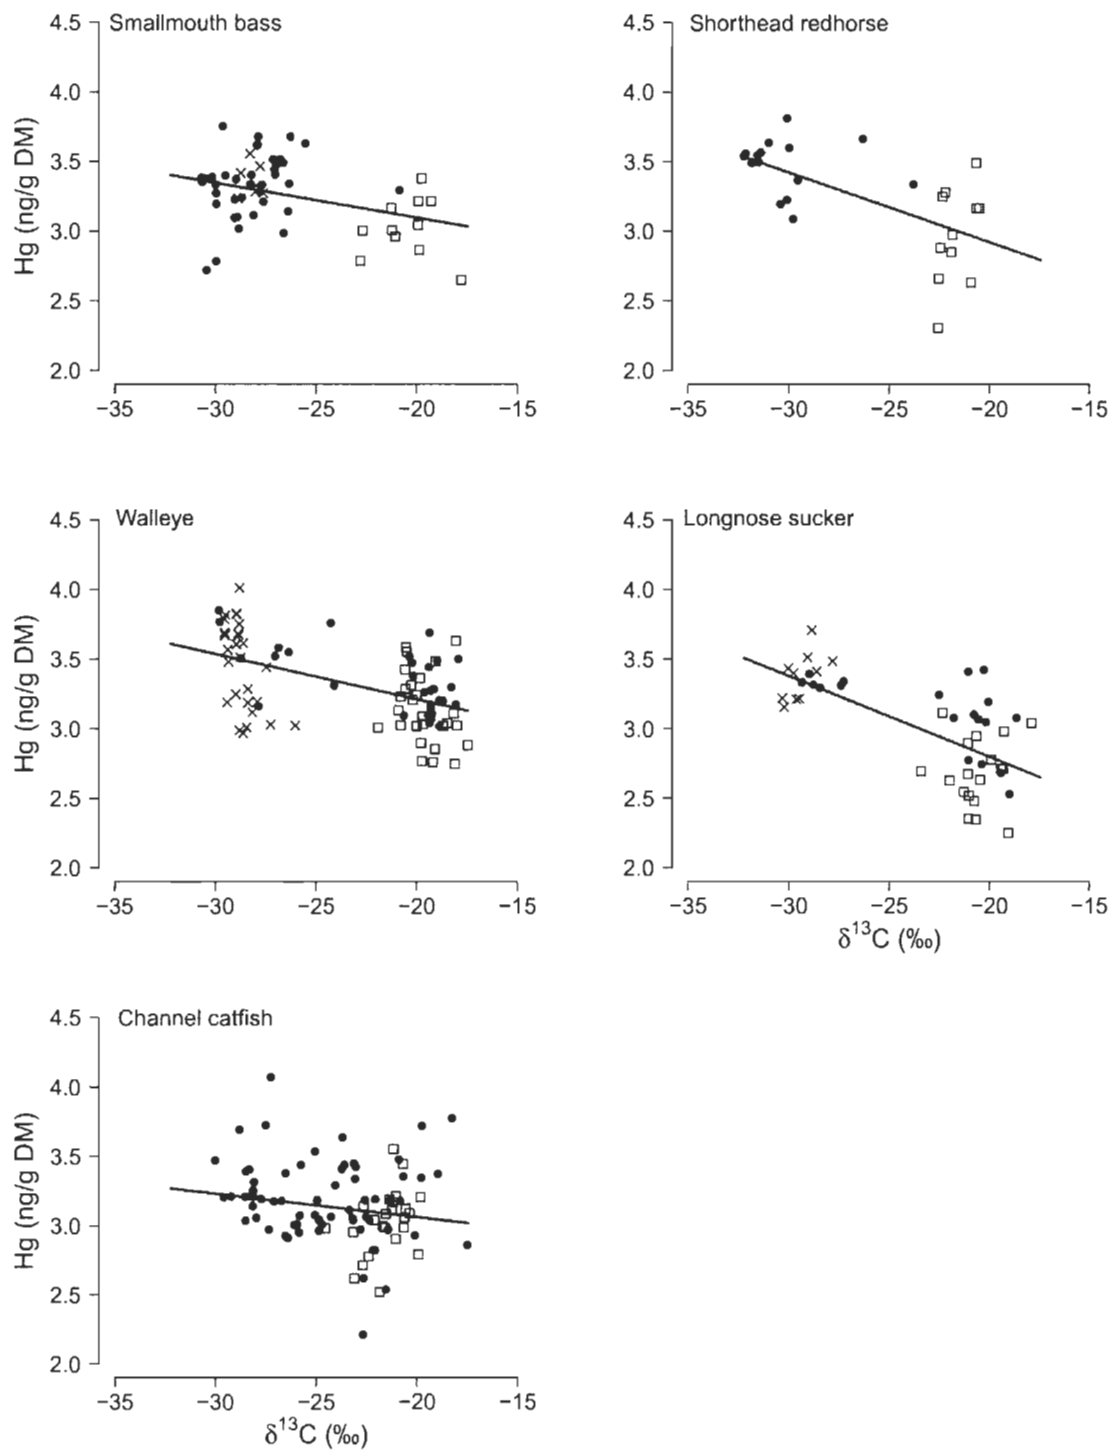 Smallmouth bass
4.5
4.0
3.5
3.0
2.5
2.0
Hg (ng/g DM)
−35 −30 −25 −20 −15
Shorthead redhorse
4.5
4.0
3.5
3.0
2.5
2.0
−35 −30 −25 −20 −15
Walleye
4.5
4.0
3.5
3.0
2.5
2.0
Hg (ng/g DM)
−35 −30 −25 −20 −15
Longnose sucker
4.5
4.0
3.5
3.0
2.5
2.0
−35 −30 −25 −20 −15
δ¹³C (‰)
Channel catfish
4.5
4.0
3.5
3.0
2.5
2.0
Hg (ng/g DM)
−35 −30 −25 −20 −15
δ¹³C (‰)